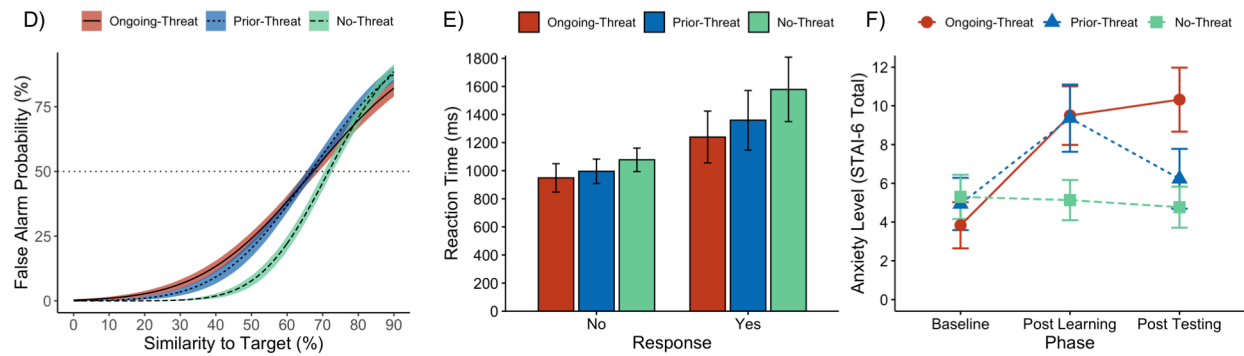 D)
Ongoing-Threat Prior-Threat No-Threat
False Alarm Probability (%)
75
50
25
0
0 10 20 30 40 50 60 70 80 90
Similarity to Target (%)
E)
Ongoing-Threat Prior-Threat No-Threat
Reaction Time (ms)
1800
1600
1400
1200
1000
800
600
400
200
0
No Yes
Response
F)
Ongoing-Threat Prior-Threat No-Threat
Anxiety Level (STAI-6 Total)
12
10
8
6
4
2
0
Baseline Post Learning Post Testing
Phase